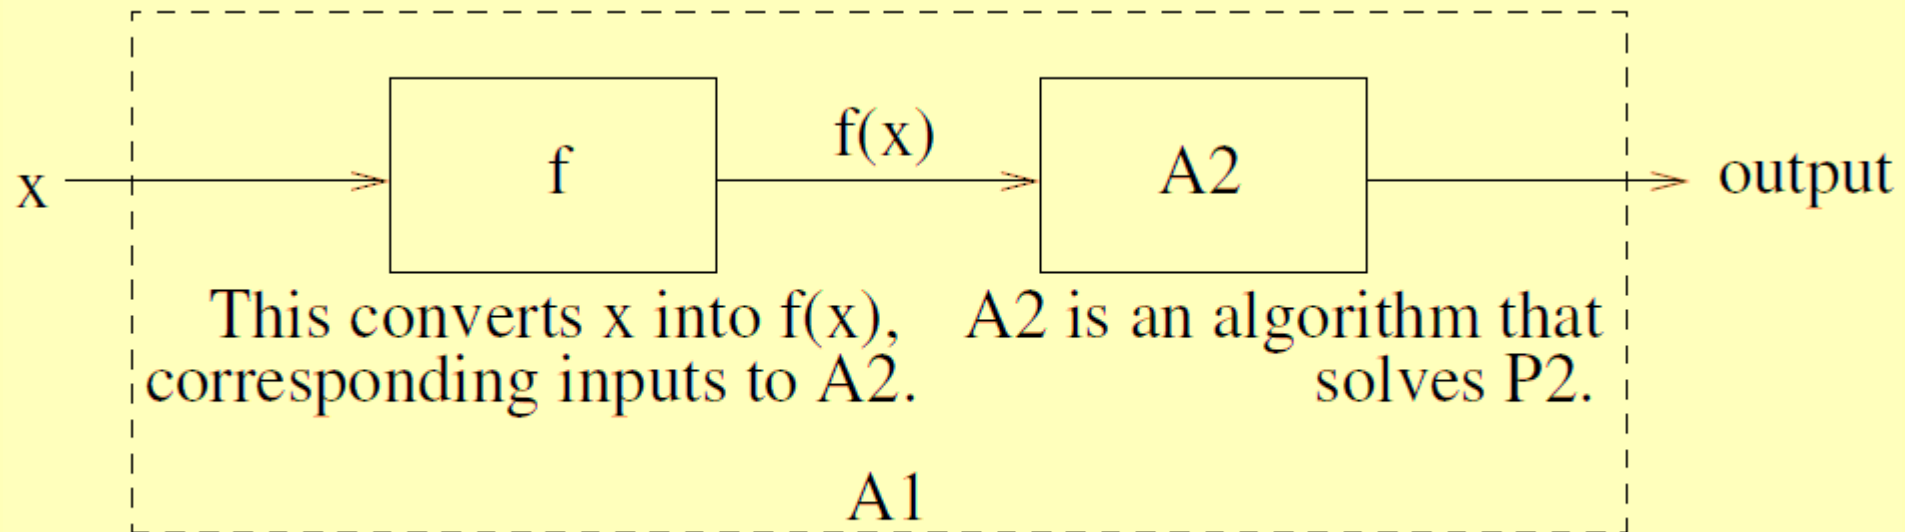 x
f
f(x)
A2
output
This converts x into f(x),
corresponding inputs to A2.
A2 is an algorithm that
solves P2.
A1